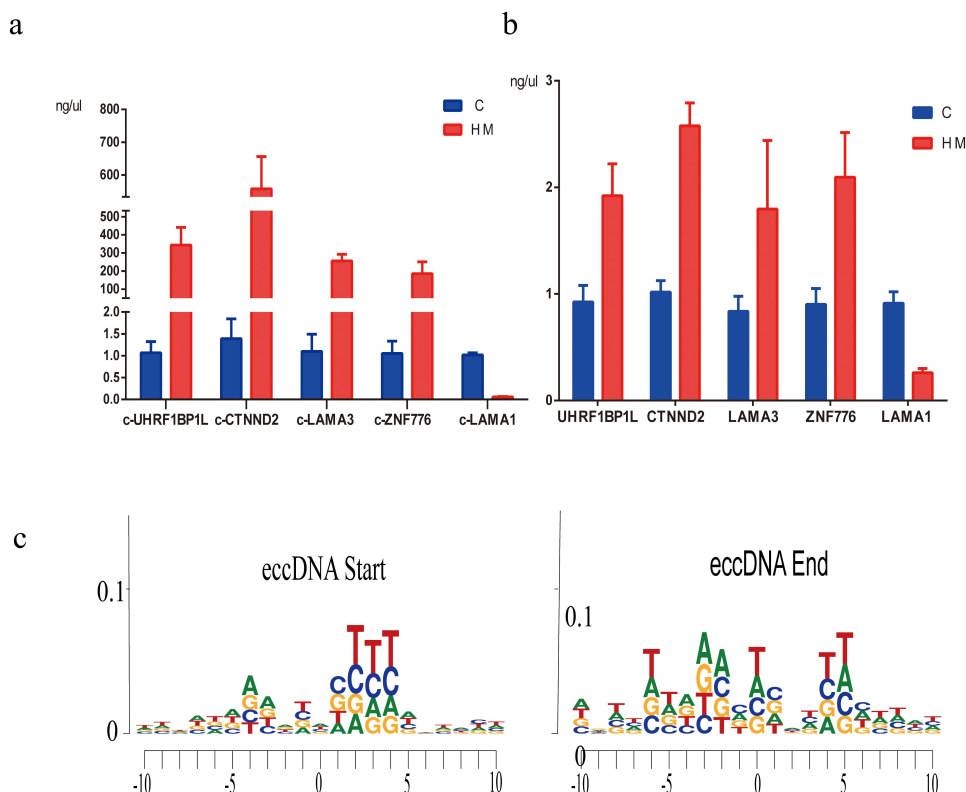 a
ng/ul
C
HM
800
700
600
500
400
300
200
100
2.0
1.5
1.0
0.5
0.0
c-UHRF1BP1L c-CTNND2 c-LAMA3 c-ZNF776 c-LAMA1
b
ng/ul
C
HM
3
2
1
0
UHRF1BP1L CTNND2 LAMA3 ZNF776 LAMA1
c
eccDNA Start
0.1
0
-10 -5 0 5 10
eccDNA End
0.1
0
-10 -5 0 5 10